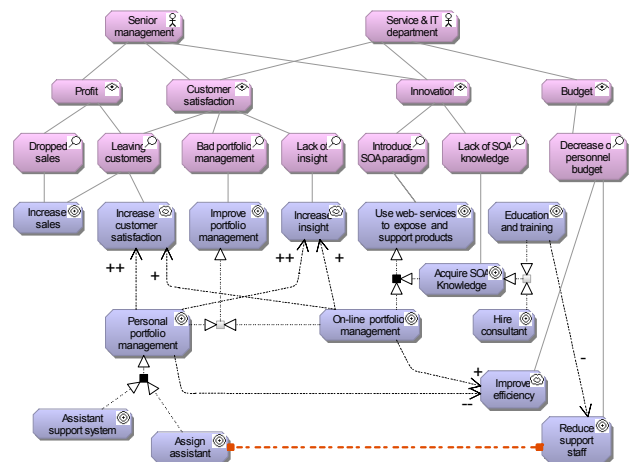 Senior
management
Service & IT
department
Profit
Customer
satisfaction
Innovation
Budget
Dropped
sales
Leaving
customers
Bad portfolio
management
Lack of
insight
Introduce
SOA paradigm
Lack of SOA
knowledge
Decrease of
personnel
budget
Increase
sales
Increase
customer
satisfaction
Improve
portfolio
management
Increase
insight
Use web- services
to expose and
support products
Education
and training
++
+
++
+
Acquire SOA
Knowledge
Personal
portfolio
management
On-line portfolio
management
Hire
consultant
-
+
--
Improve
efficiency
Assistant
support system
Assign
assistant
Reduce
support
staff